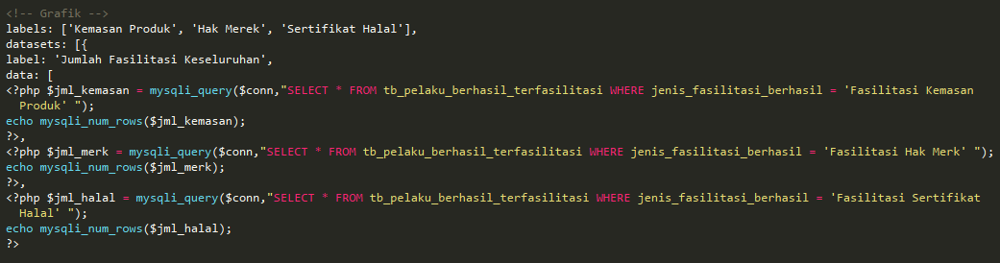 <!-- Grafik -->
labels: ['Kemasan Produk', 'Hak Merek', 'Sertifikat Halal'],
datasets: [{
label: 'Jumlah Fasilitasi Keseluruhan',
data: [
<?php $jml_kemasan = mysqli_query($conn,"SELECT * FROM tb_pelaku_berhasil_terfasilitasi WHERE jenis_fasilitasi_berhasil = 'Fasilitasi Kemasan
Produk' ");
echo mysqli_num_rows($jml_kemasan);
?>,
<?php $jml_merk = mysqli_query($conn,"SELECT * FROM tb_pelaku_berhasil_terfasilitasi WHERE jenis_fasilitasi_berhasil = 'Fasilitasi Hak Merk' ");
echo mysqli_num_rows($jml_merk);
?>,
<?php $jml_halal = mysqli_query($conn,"SELECT * FROM tb_pelaku_berhasil_terfasilitasi WHERE jenis_fasilitasi_berhasil = 'Fasilitasi Sertifikat
Halal' ");
echo mysqli_num_rows($jml_halal);
?>